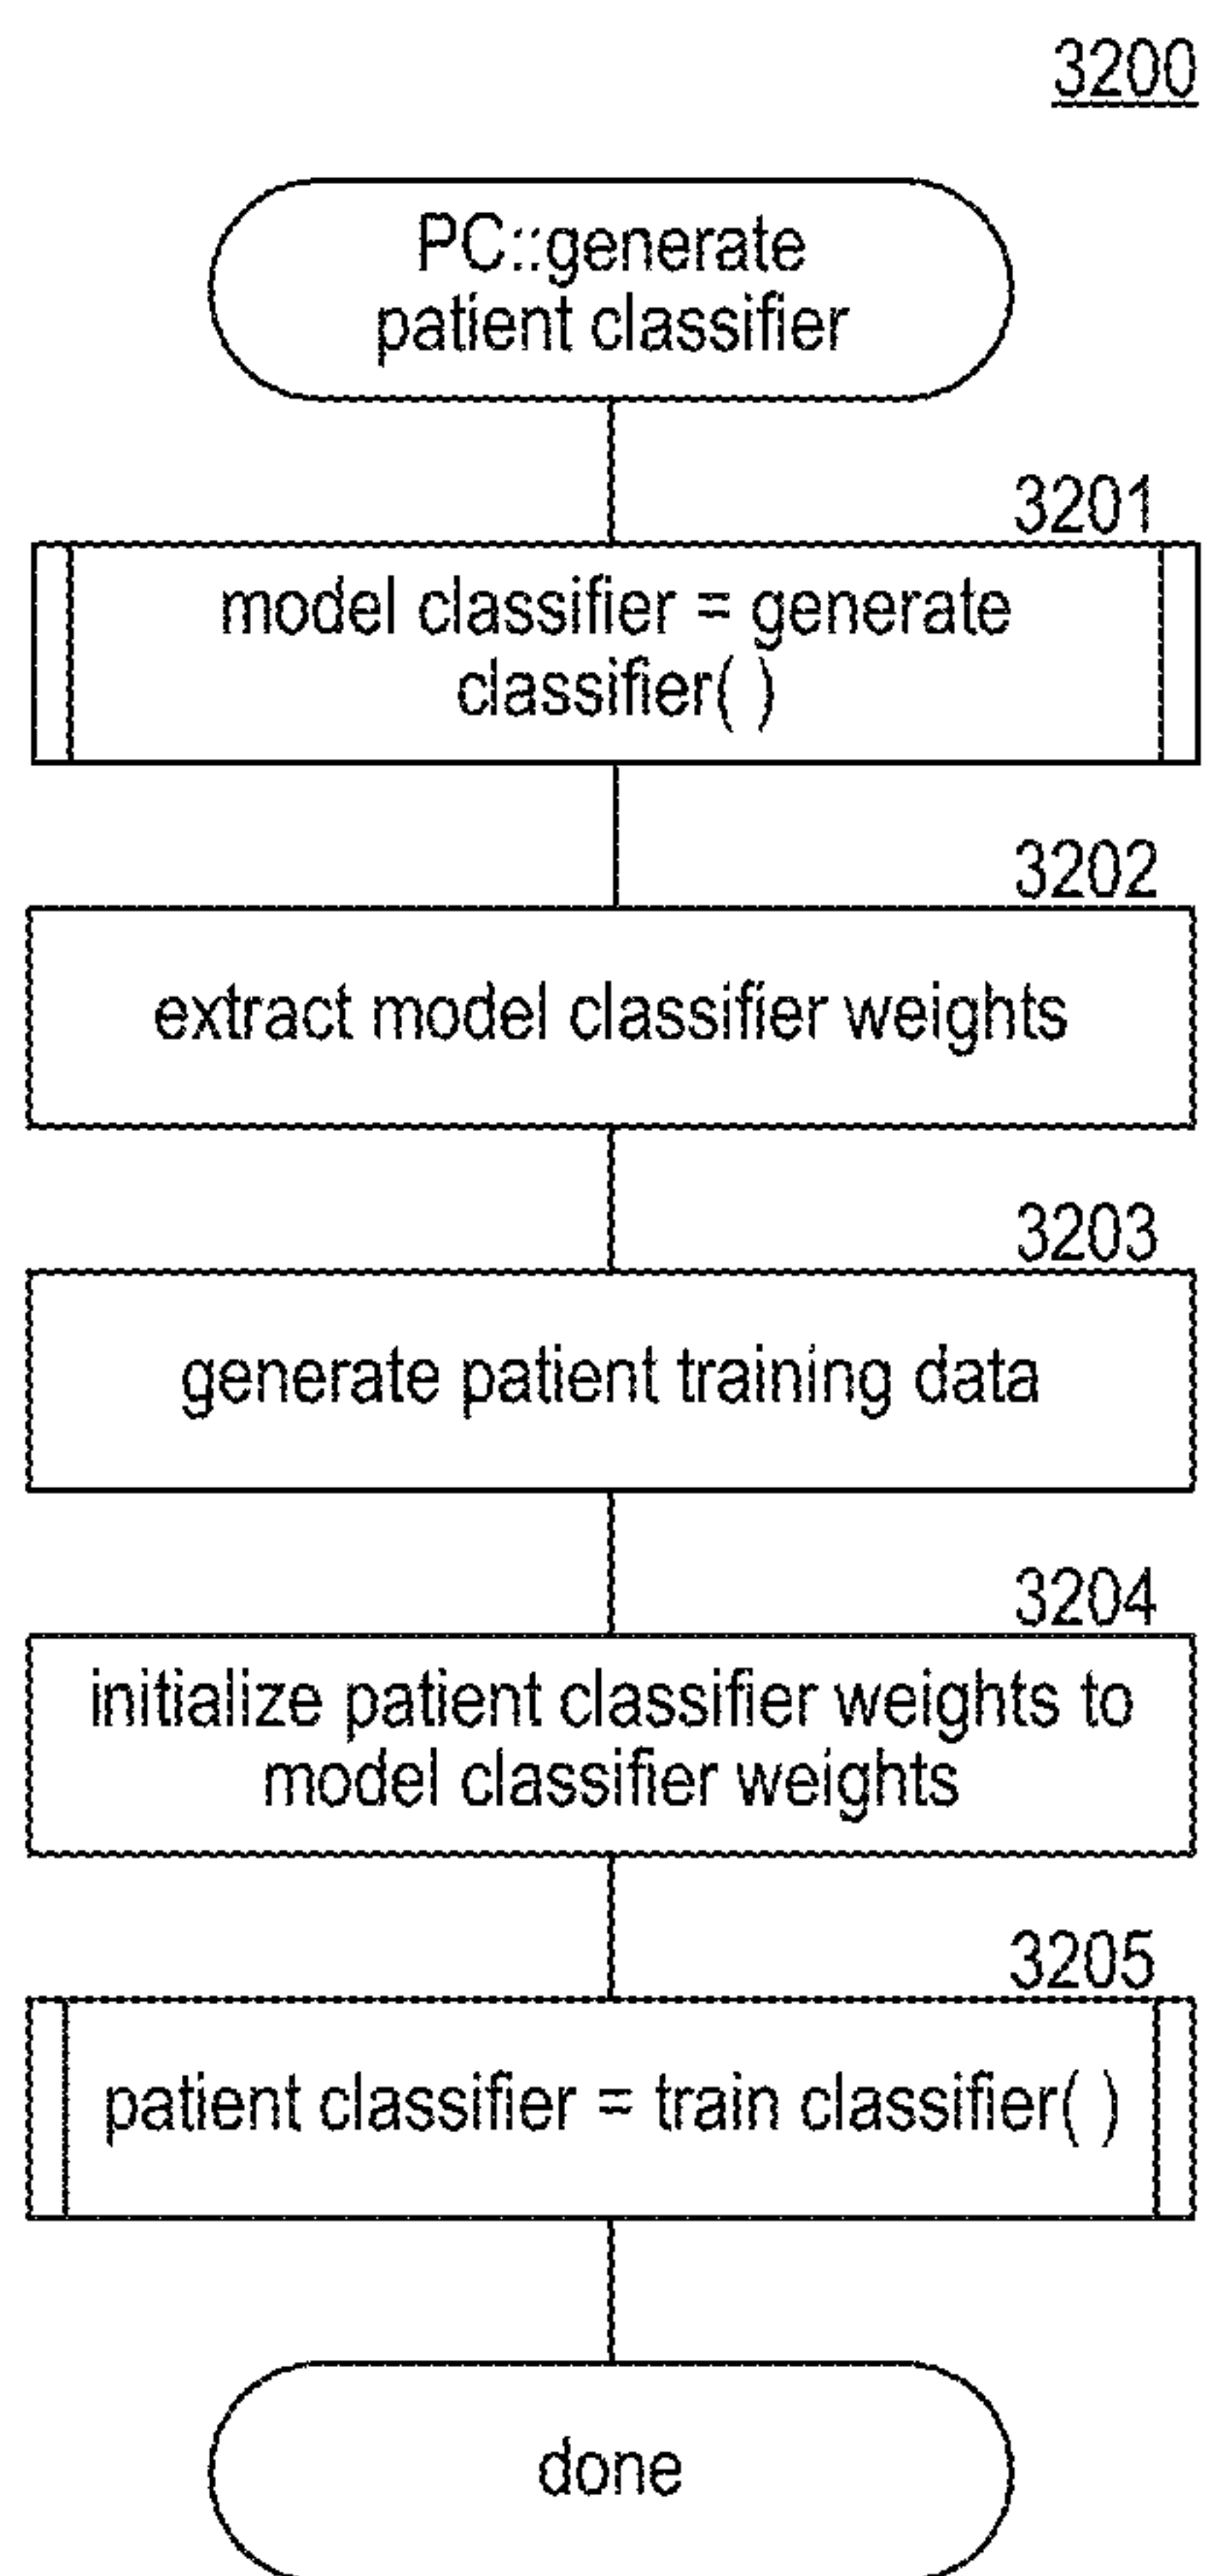 3200
PC::generate
patient classifier
3201
model classifier = generate
classifier( )
3202
extract model classifier weights
3203
generate patient training data
3204
initialize patient classifier weights to
model classifier weights
3205
patient classifier = train classifier( )
done